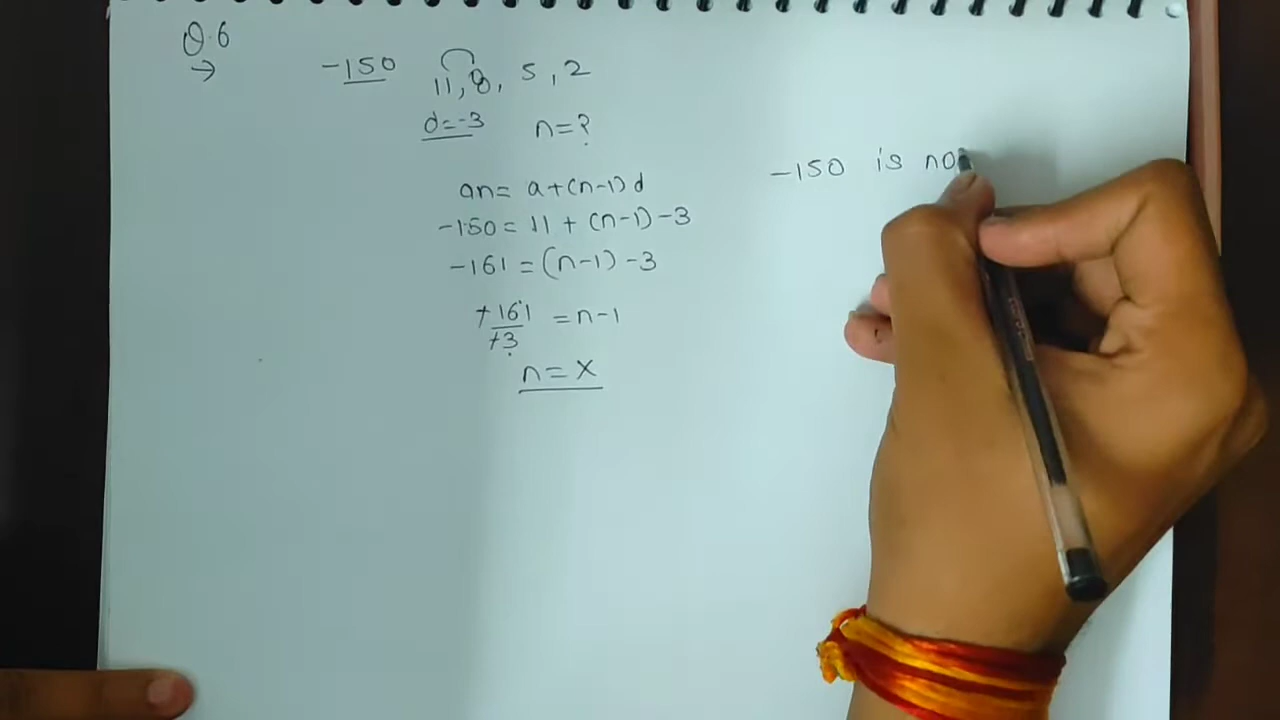 Q.6
→ -150 11, 8, 5, 2
d=-3 n=?
an= a+(n-1)d
-150= 11 + (n-1) -3
-161 = (n-1) -3
+161/+3 = n-1
n= x
-150 is no